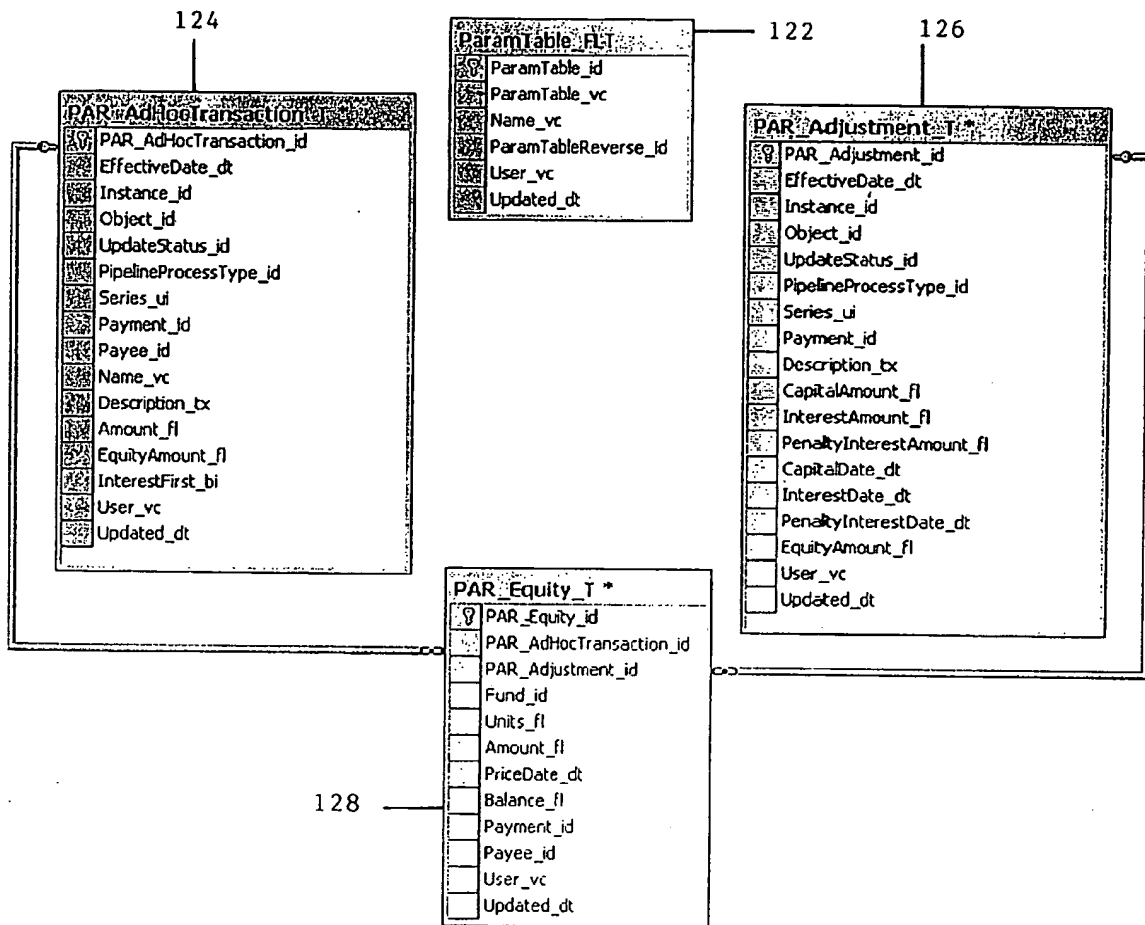 124
122
126
ParamTable_FLT
ParamTable_id
ParamTable_vc
Name_vc
ParamTableReverse_id
User_vc
Updated_dt
PAR_AdHocTransaction_T
PAR_AdHocTransaction_id
EffectiveDate_dt
Instance_id
Object_id
UpdateStatus_id
PipelineProcessType_id
Series_ui
Payment_id
Payee_id
Name_vc
Description_tx
Amount_fl
EquityAmount_fl
InterestFirst_bi
User_vc
Updated_dt
PAR_Adjustment_T *
PAR_Adjustment_id
EffectiveDate_dt
Instance_id
Object_id
UpdateStatus_id
PipelineProcessType_id
Series_ui
Payment_id
Description_tx
CapitalAmount_fl
InterestAmount_fl
PenaltyInterestAmount_fl
CapitalDate_dt
InterestDate_dt
PenaltyInterestDate_dt
EquityAmount_fl
User_vc
Updated_dt
PAR_Equity_T *
PAR_Equity_id
PAR_AdHocTransaction_id
PAR_Adjustment_id
Fund_id
Units_fl
Amount_fl
PriceDate_dt
Balance_fl
Payment_id
Payee_id
User_vc
Updated_dt
128